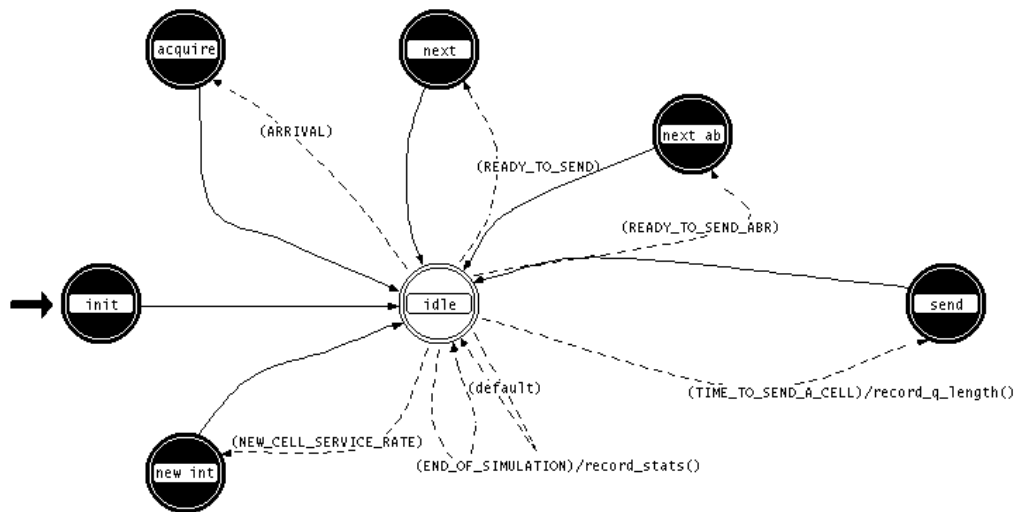 acquire
next
(ARRIVAL)
next ab
(READY_TO_SEND)
(READY_TO_SEND_ABR)
init
idle
send
(default)
(TIME_TO_SEND_A_CELL)/record_q_length()
(NEW_CELL_SERVICE_RATE)
(END_OF_SIMULATION)/record_stats()
new int